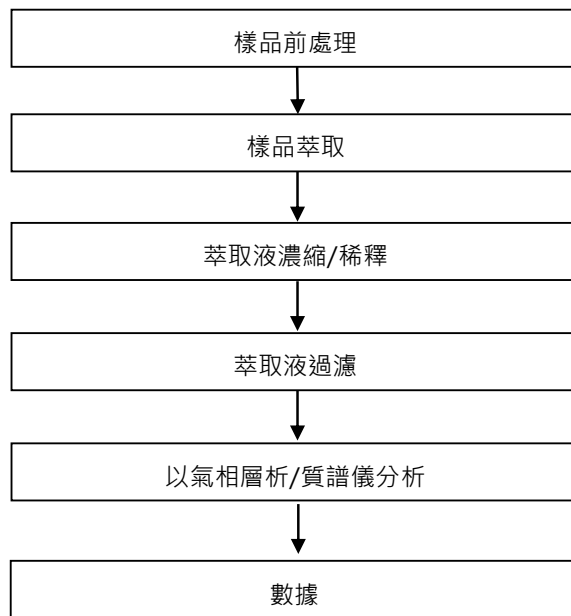 樣品前處理
樣品萃取
萃取液濃縮/稀釋
萃取液過濾
以氣相層析/質譜儀分析
數據